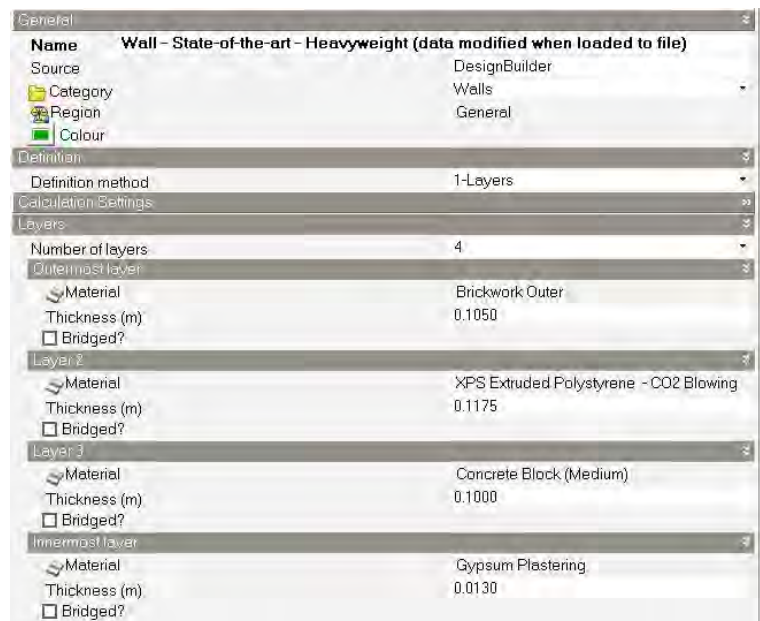 General
Name Wall - State-of-the-art - Heavyweight (data modified when loaded to file)
Source DesignBuilder
Category Walls
Region General
Colour
Definition
Definition method 1-Layers
Calculation Settings
Layers
Number of layers 4
Outermost layer
Material Brickwork Outer
Thickness (m) 0.1050
Bridged?
Layer 2
Material XPS Extruded Polystyrene - CO2 Blowing
Thickness (m) 0.1175
Bridged?
Layer 3
Material Concrete Block (Medium)
Thickness (m) 0.1000
Bridged?
Innermost layer
Material Gypsum Plastering
Thickness (m) 0.0130
Bridged?